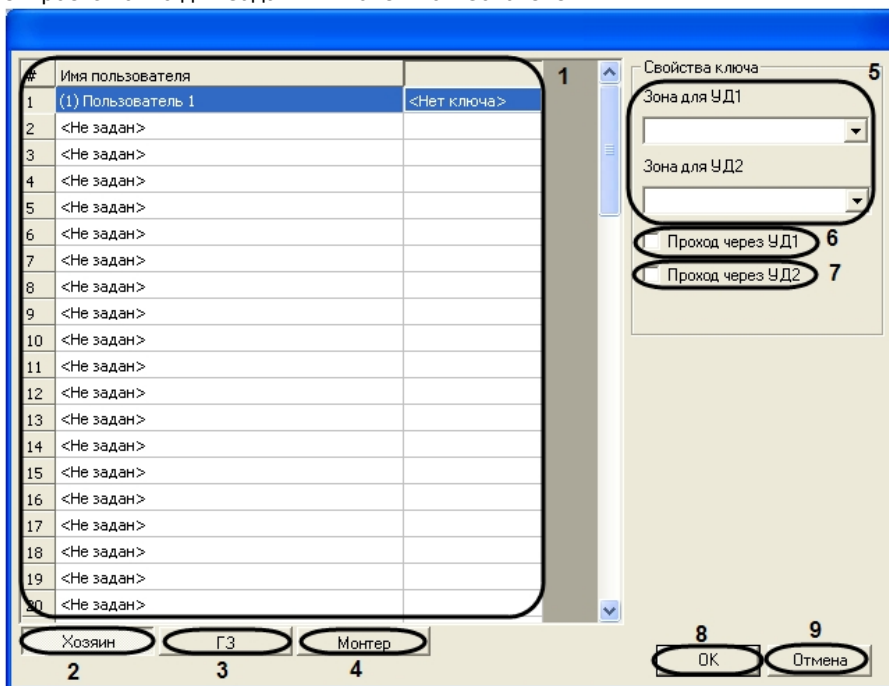 # Имя пользователя 1
1 (1) Пользователь 1 <Нет ключа>
2 <Не задан>
3 <Не задан>
4 <Не задан>
5 <Не задан>
6 <Не задан>
7 <Не задан>
8 <Не задан>
9 <Не задан>
10 <Не задан>
11 <Не задан>
12 <Не задан>
13 <Не задан>
14 <Не задан>
15 <Не задан>
16 <Не задан>
17 <Не задан>
18 <Не задан>
19 <Не задан>
20 <Не задан>
Хозяин ГЗ Монтер
2 3 4
Свойства ключа 5
Зона для УД1
Зона для УД2
Проход через УД1 6
Проход через УД2 7
8 9
OK Отмена